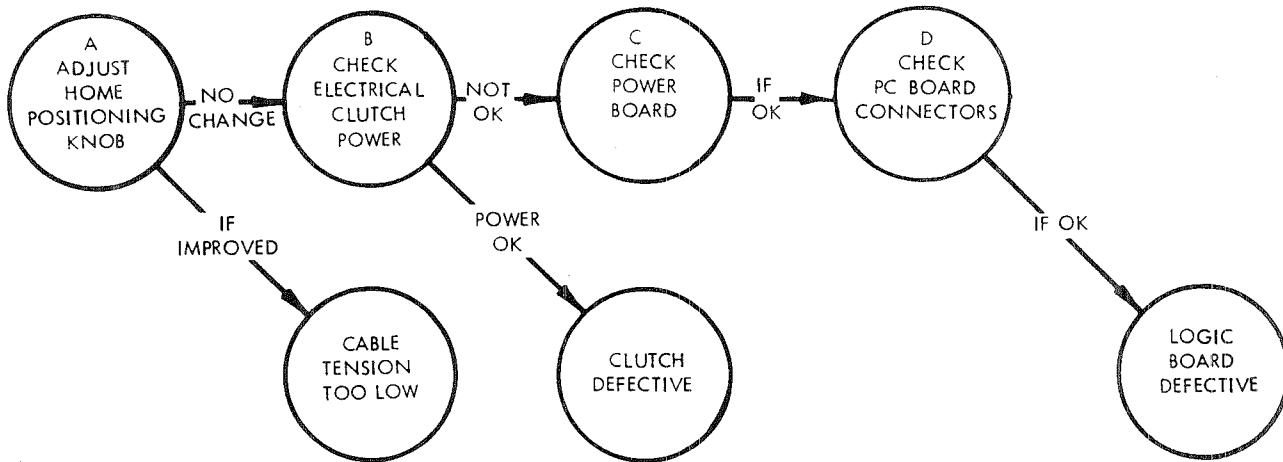 A
ADJUST
HOME
POSITIONING
KNOB
NO
CHANGE
B
CHECK
ELECTRICAL
CLUTCH
POWER
NOT
OK
C
CHECK
POWER
BOARD
IF
OK
D
CHECK
PC BOARD
CONNECTORS
IF
IMPROVED
POWER
OK
IF OK
CABLE
TENSION
TOO LOW
CLUTCH
DEFECTIVE
LOGIC
BOARD
DEFECTIVE